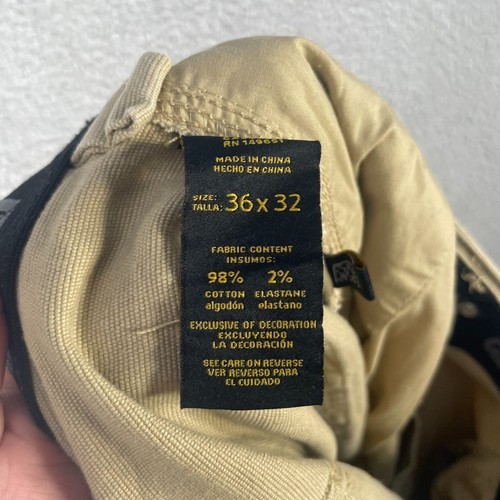 MADE IN CHINA
HECHO EN CHINA
SIZE:
TALLA: 36 x 32
FABRIC CONTENT
INSUMOS:
98% 2%
COTTON ELASTANE
algodón elastano
EXCLUSIVE OF DECORATION
EXCLUYENDO
LA DECORACIÓN
SEE CARE ON REVERSE
VER REVERSO PARA
EL CUIDADO